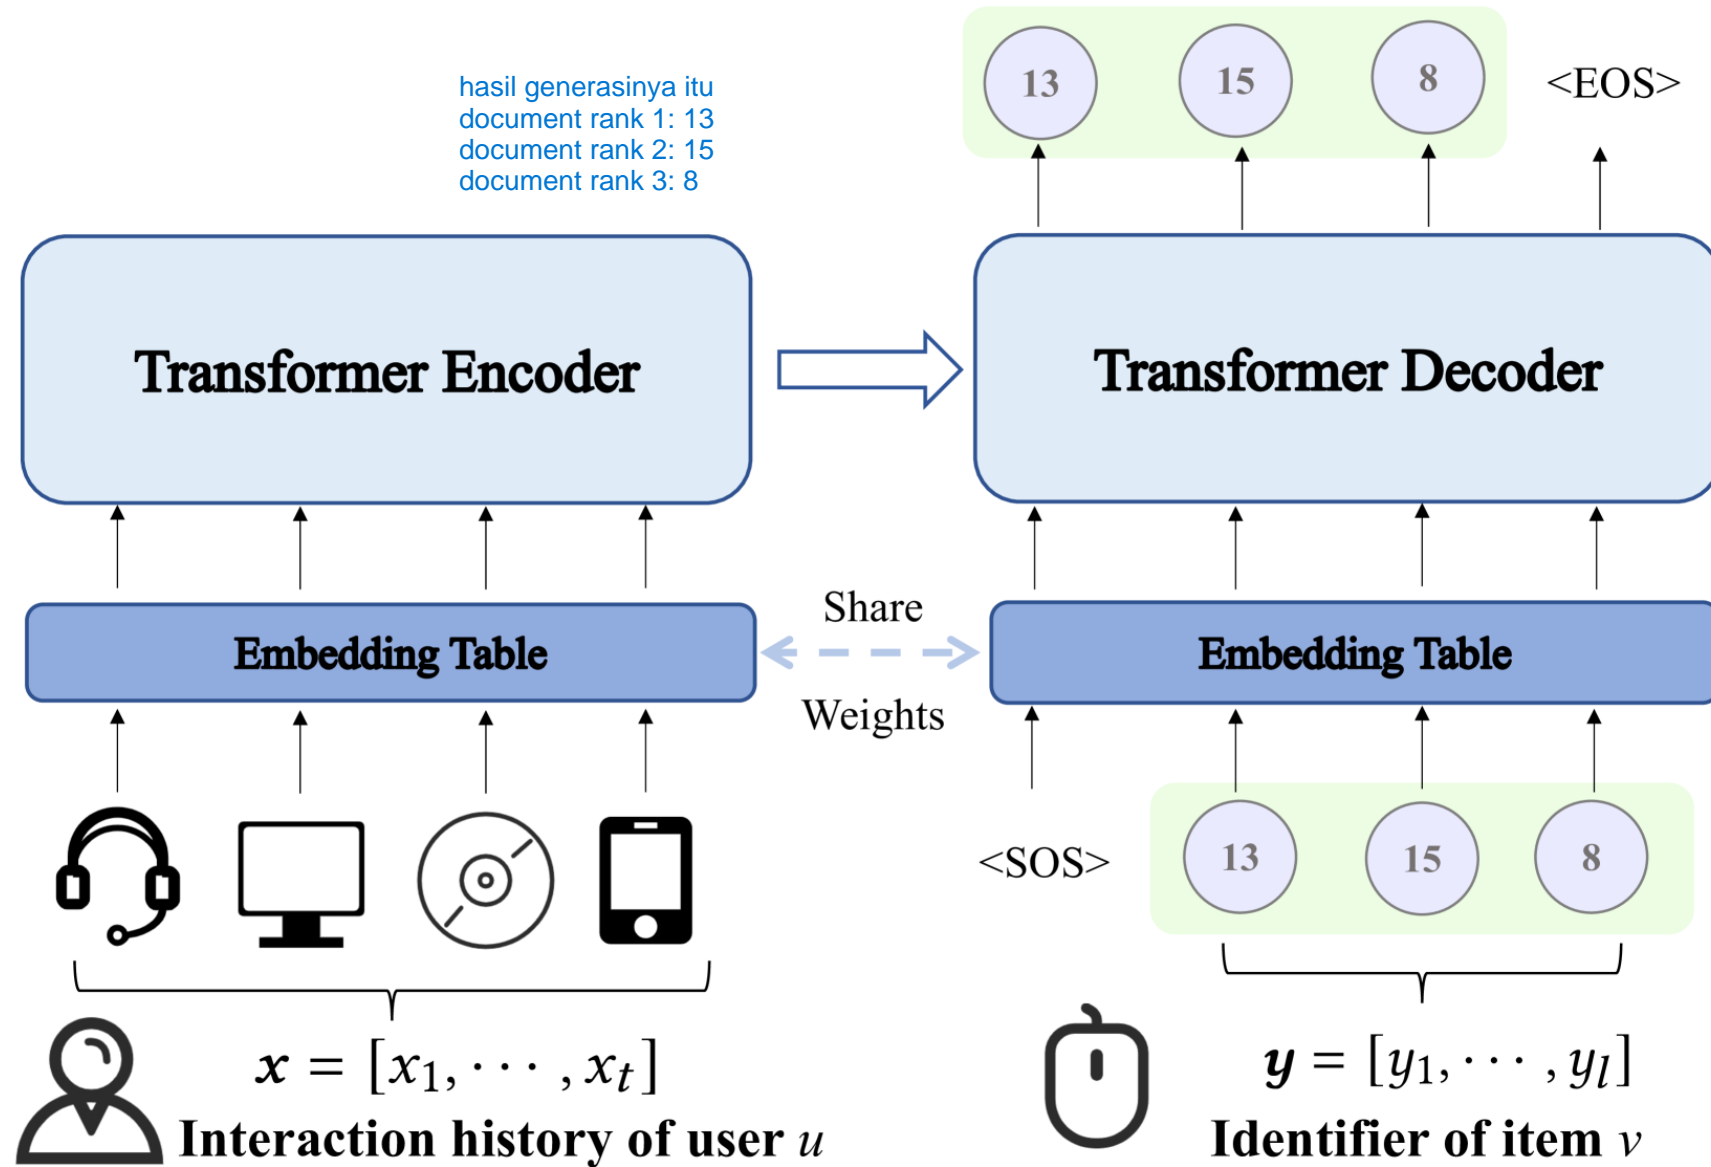 13 15 8 <EOS>
hasil generasinya itu
document rank 1: 13
document rank 2: 15
document rank 3: 8
Transformer Encoder
Transformer Decoder
Share
Embedding Table
Embedding Table
Weights
<SOS> 13 15 8
x = [x₁, · · · , xₜ]
Interaction history of user u
y = [y₁, · · · , yₗ]
Identifier of item v